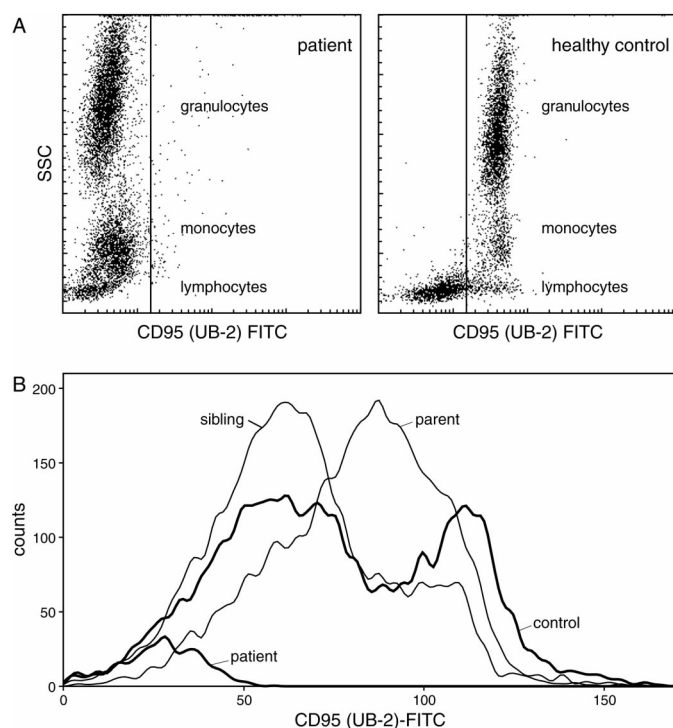 A
patient
granulocytes
monocytes
lymphocytes
SSC
CD95 (UB-2) FITC
healthy control
granulocytes
monocytes
lymphocytes
CD95 (UB-2) FITC
B
200
150
100
50
0
counts
sibling
parent
control
patient
0
50
100
150
CD95 (UB-2)-FITC